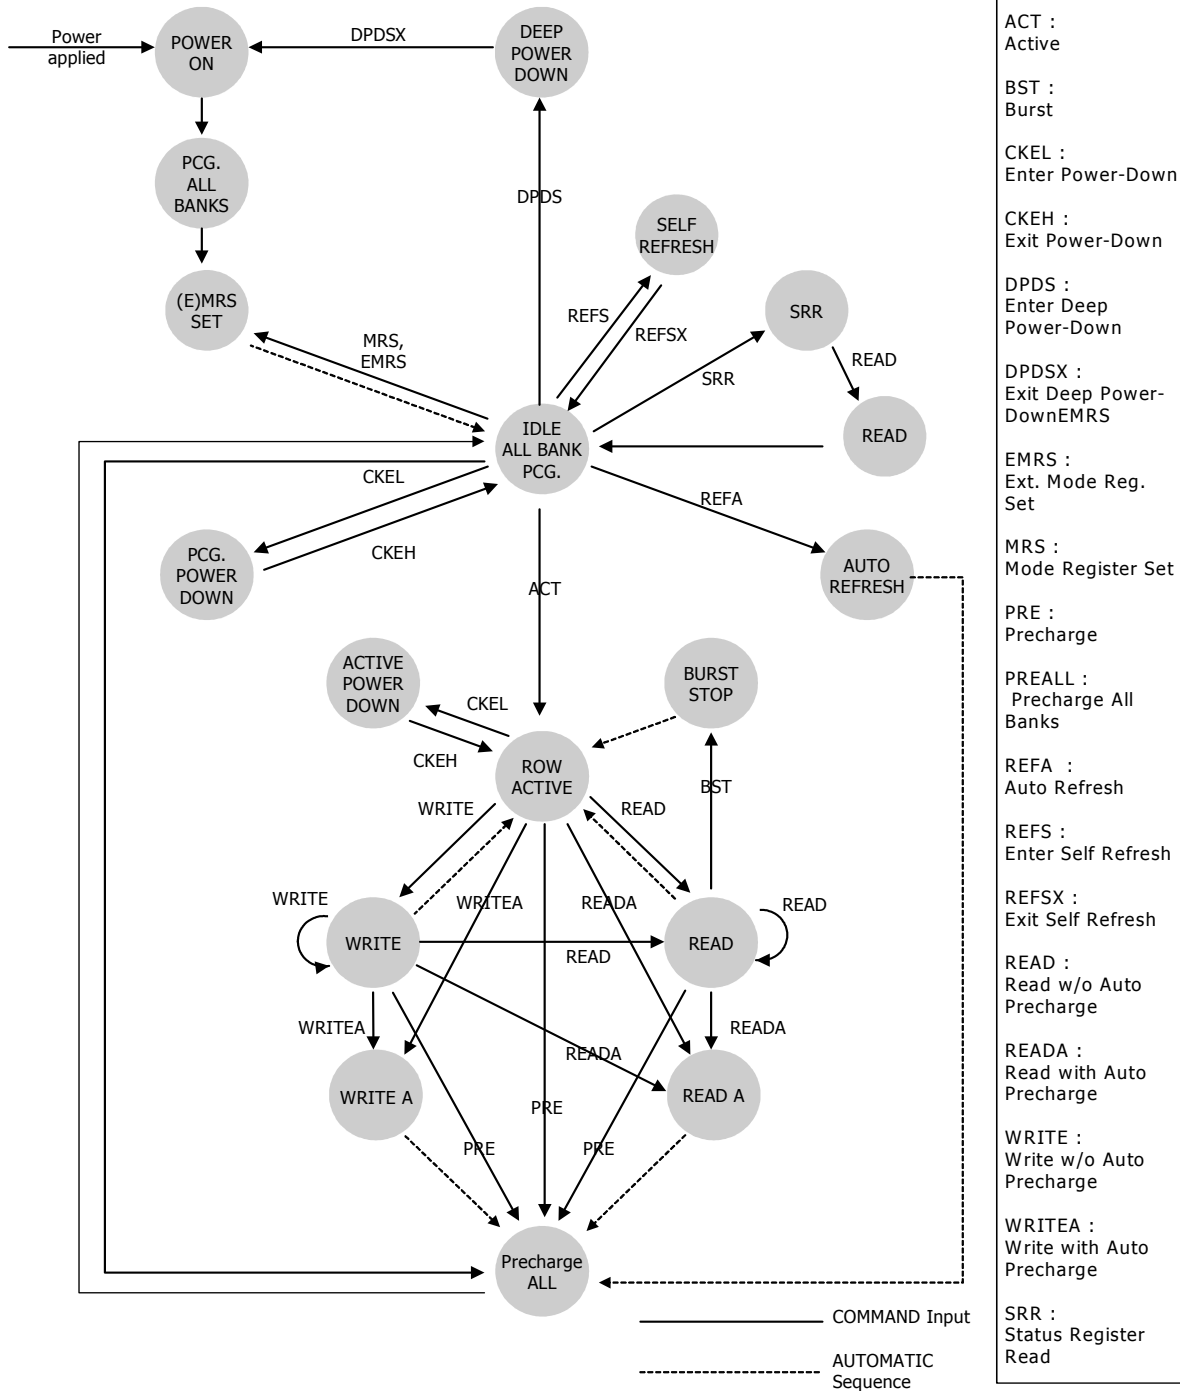 Power
applied
POWER
ON
DPDSX
DEEP
POWER
DOWN
PCG.
ALL
BANKS
DPDS
SELF
REFRESH
(E)MRS
SET
MRS,
EMRS
REFS
REFSX
SRR
SRR
READ
READ
IDLE
ALL BANK
PCG.
CKEL
CKEH
REFA
PCG.
POWER
DOWN
AUTO
REFRESH
ACT
ACTIVE
POWER
DOWN
CKEL
CKEH
BURST
STOP
ROW
ACTIVE
BST
WRITE
READ
WRITE
WRITEA
READA
READ
WRITE
READ
READ
WRITEA
READA
READA
WRITE A
READ A
PRE
PRE
PRE
Precharge
ALL
COMMAND Input
AUTOMATIC
Sequence
ACT :
Active
BST :
Burst
CKEL :
Enter Power-Down
CKEH :
Exit Power-Down
DPDS :
Enter Deep
Power-Down
DPDSX :
Exit Deep Power-
DownEMRS
EMRS :
Ext. Mode Reg.
Set
MRS :
Mode Register Set
PRE :
Precharge
PREALL :
Precharge All
Banks
REFA :
Auto Refresh
REFS :
Enter Self Refresh
REFSX :
Exit Self Refresh
READ :
Read w/o Auto
Precharge
READA :
Read with Auto
Precharge
WRITE :
Write w/o Auto
Precharge
WRITEA :
Write with Auto
Precharge
SRR :
Status Register
Read